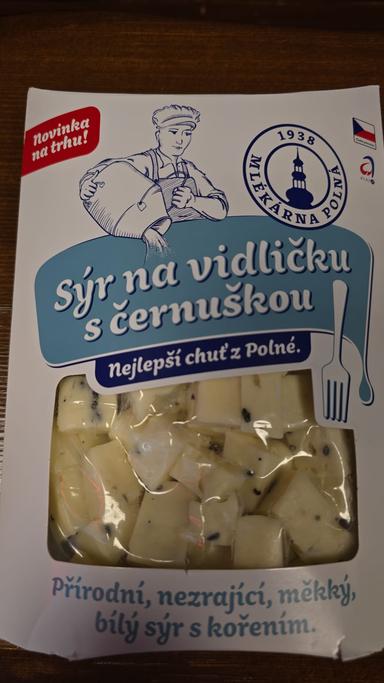 Novinka
na trhu!
1938
MLÉKÁRNA POLNÁ
Sýr na vidličku
s černuškou
Nejlepší chuť z Polné.
Přírodní, nezrající, měkký,
bílý sýr s kořením.